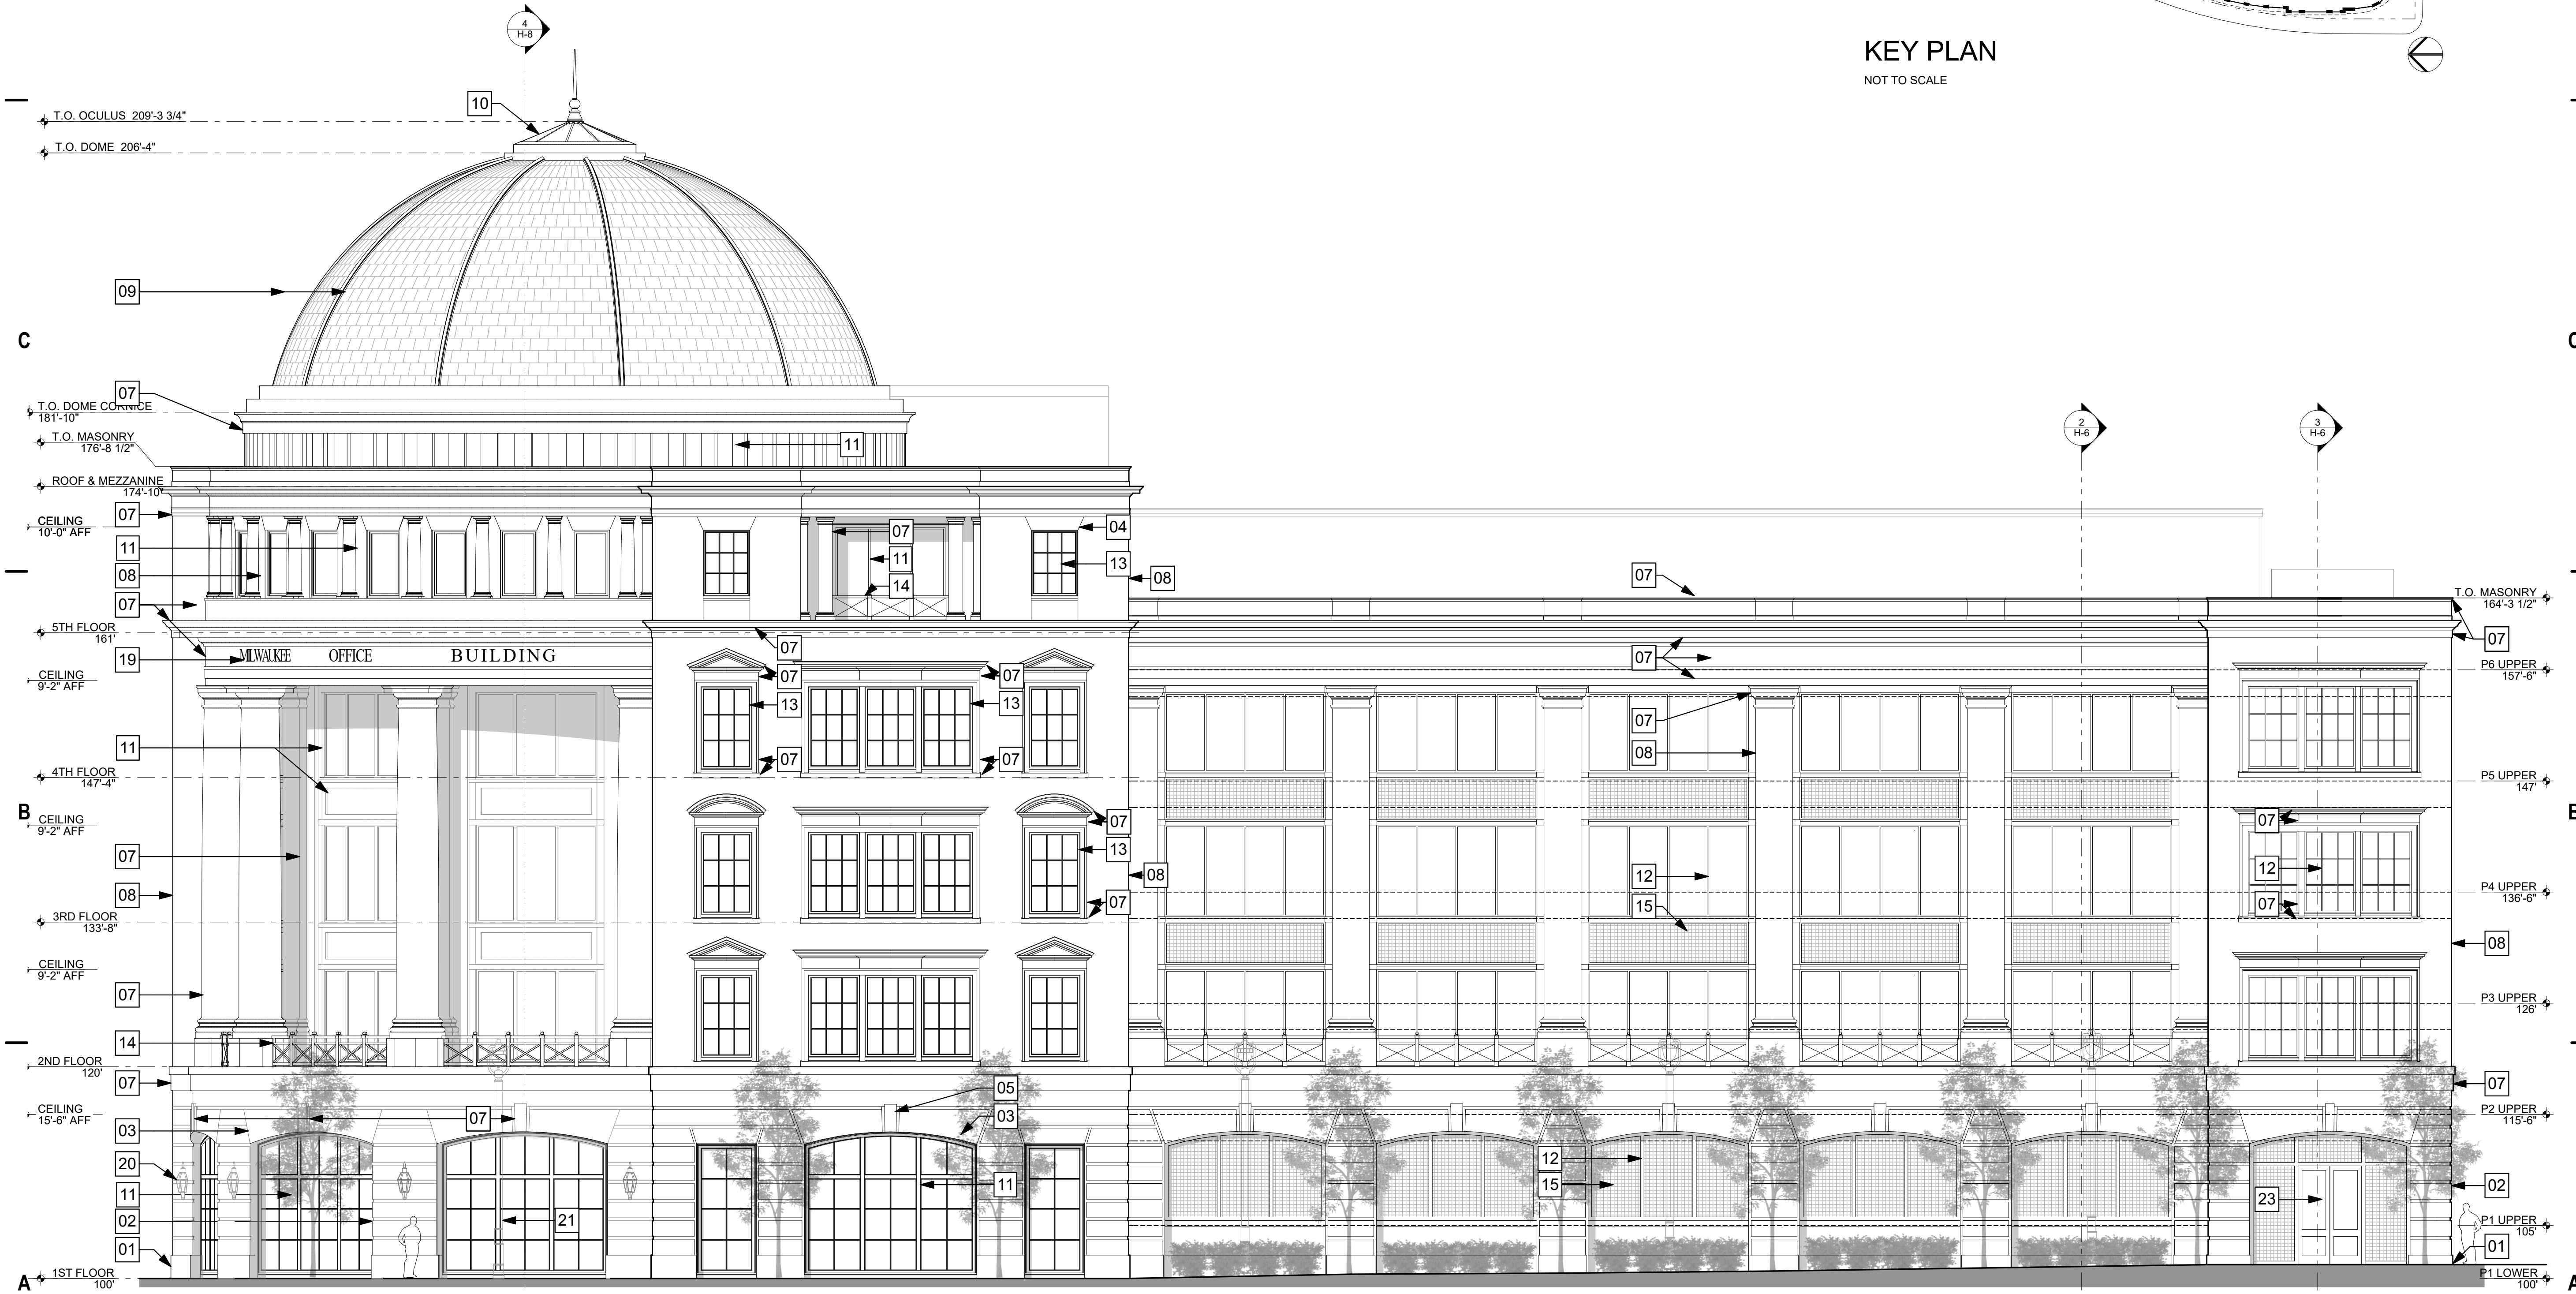 4
H-8
KEY PLAN
NOT TO SCALE
10
T.O. OCULUS 209'-3 3/4"
T.O. DOME 206'-4"
09
C
C
07
T.O. DOME CORNICE
181'-10"
T.O. MASONRY
176'-8 1/2"
11
2
H-6
3
H-6
ROOF & MEZZANINE
174'-10"
07
CEILING
10'-0" AFF
11
08
07
07
11
14
04
13
08
07
T.O. MASONRY
164'-3 1/2"
5TH FLOOR
161'
19
MILWAUKEE OFFICE BUILDING
07
07
07
07
07
CEILING
9'-2" AFF
P6 UPPER
157'-6"
13
13
07
08
11
07
07
4TH FLOOR
147'-4"
P5 UPPER
147'
B
B
CEILING
9'-2" AFF
07
13
07
07
08
08
12
15
12
07
07
P4 UPPER
136'-6"
3RD FLOOR
133'-8"
08
CEILING
9'-2" AFF
07
P3 UPPER
126'
14
2ND FLOOR
120'
07
05
07
CEILING
15'-6" AFF
07
03
P2 UPPER
115'-6"
03
20
11
02
01
21
11
12
15
23
02
P1 UPPER
105'
01
A
1ST FLOOR
100'
P1 LOWER
100'
A